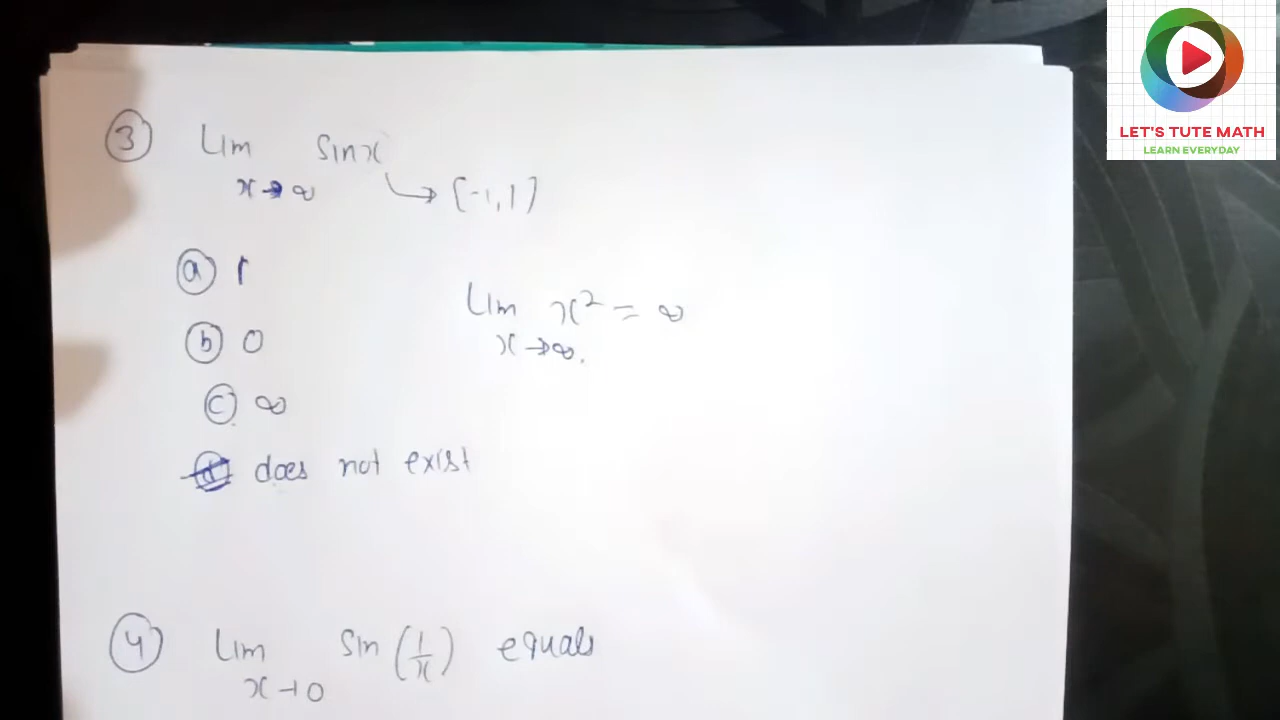 LET'S TUTE MATH
LEARN EVERYDAY
3 Lim sinx
x→∞ → [-1,1]
a 1
b 0
Lim x² = ∞
x→∞.
c ∞
d does not exist
4 Lim sin(1/x) equals
x→0